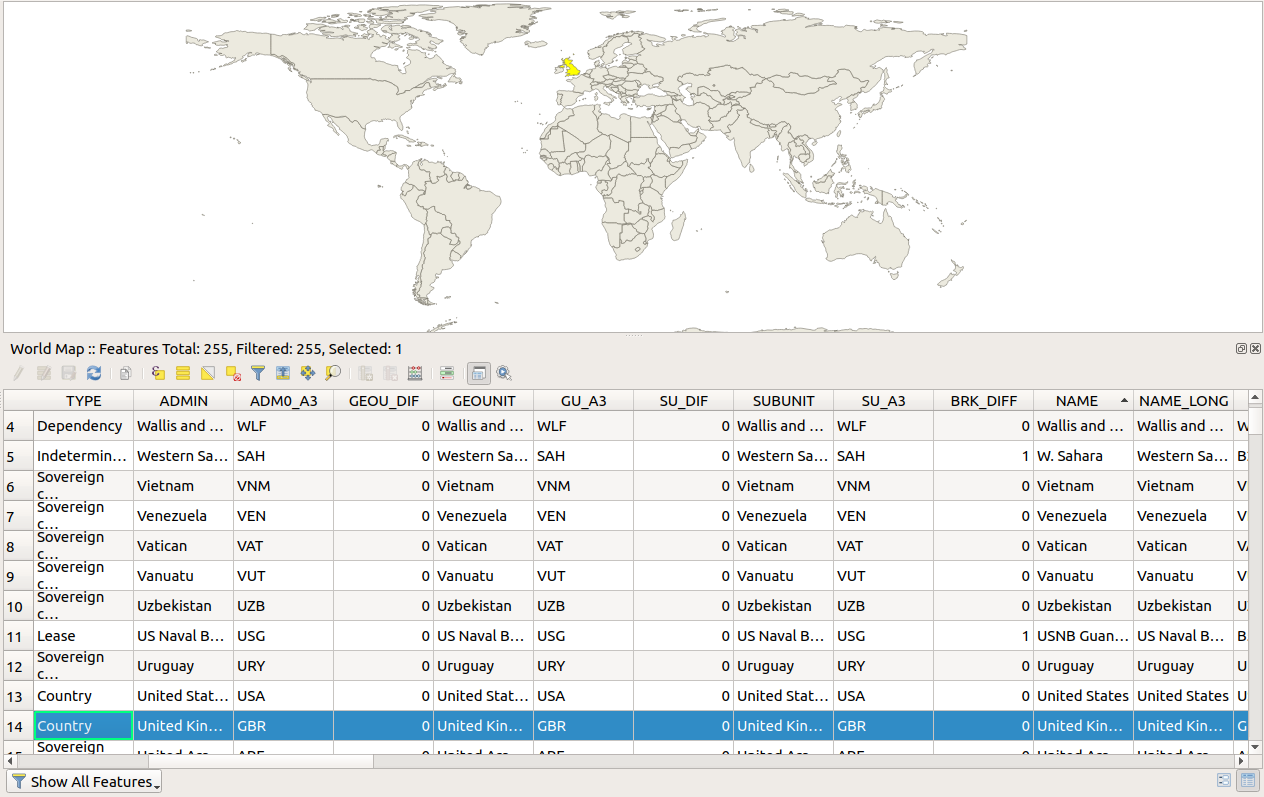 World Map :: Features Total: 255, Filtered: 255, Selected: 1
TYPE ADMIN ADM0_A3 GEOU_DIF GEOUNIT GU_A3 SU_DIF SUBUNIT SU_A3 BRK_DIFF NAME NAME_LONG
4 Dependency Wallis and ... WLF 0 Wallis and ... WLF 0 Wallis and ... WLF 0 Wallis and ... Wallis and ...
5 Indetermin... Western Sa... SAH 0 Western Sa... SAH 0 Western Sa... SAH 1 W. Sahara Western Sa...
6 Sovereign c... Vietnam VNM 0 Vietnam VNM 0 Vietnam VNM 0 Vietnam Vietnam V
7 Sovereign c... Venezuela VEN 0 Venezuela VEN 0 Venezuela VEN 0 Venezuela Venezuela V
8 Sovereign c... Vatican VAT 0 Vatican VAT 0 Vatican VAT 0 Vatican Vatican
9 Sovereign c... Vanuatu VUT 0 Vanuatu VUT 0 Vanuatu VUT 0 Vanuatu Vanuatu V
10 Sovereign c... Uzbekistan UZB 0 Uzbekistan UZB 0 Uzbekistan UZB 0 Uzbekistan Uzbekistan
11 Lease US Naval B... USG 0 US Naval B... USG 0 US Naval B... USG 1 USNB Guan... US Naval B...
12 Sovereign c... Uruguay URY 0 Uruguay URY 0 Uruguay URY 0 Uruguay Uruguay U
13 Country United Stat... USA 0 United Stat... USA 0 United Stat... USA 0 United States United States U
14 Country United Kin... GBR 0 United Kin... GBR 0 United Kin... GBR 0 United Kin... United Kin...
Sovereign
Show All Features